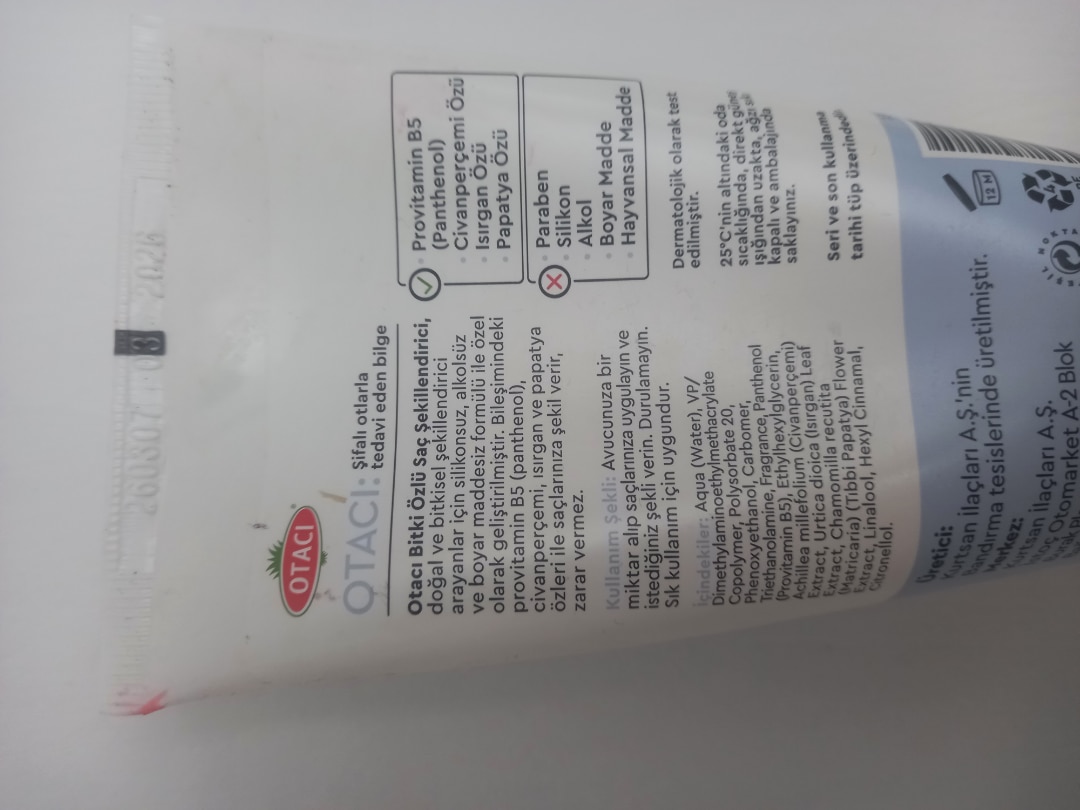 OTACI
OTACI: Şifalı otlarla
tedavi eden bilge
Otacı Bitki Özlü Saç Şekillendirici,
doğal ve bitkisel şekillendirici
arayanlar için silikonsuz, alkolsüz
ve boyar maddesiz formülü ile özel
olarak geliştirilmiştir. Bileşimindeki
provitamin B5 (panthenol),
civanperçemi, ısırgan ve papatya
özleri ile saçlarınıza şekil verir,
zarar vermez.
Kullanım Şekli: Avucunuza bir
miktar alıp saçlarınıza uygulayın ve
istediğiniz şekli verin. Durulamayın.
Sık kullanım için uygundur.
İçindekiler: Aqua (Water), VP/
Dimethylaminoethylmethacrylate
Copolymer, Polysorbate 20,
Phenoxyethanol, Carbomer,
Triethanolamine, Fragrance, Panthenol
(Provitamin B5), Ethylhexylglycerin,
Achillea millefolium (Civanperçemi)
Extract, Urtica dioica (Isırgan) Leaf
Extract, Chamomilla recutita
(Matricaria) (Tıbbi Papatya) Flower
Extract, Linalool, Hexyl Cinnamal,
Citronellol.
Provitamin B5
(Panthenol)
Civanperçemi Özü
Isırgan Özü
Papatya Özü
Paraben
Silikon
Alkol
Boyar Madde
Hayvansal Madde
Dermatolojik olarak test
edilmiştir.
25°C'nin altındaki oda
sıcaklığında, direkt
ışığından uzakta, ağzı
kapalı ve ambalajında
saklayınız.
Seri ve son kullanma
tarihi tüp üzerindedir
Üretici:
Kurtsan İlaçları A.Ş.'nin
Bandırma tesislerinde üretilmiştir.
Merkez:
Kurtsan İlaçları A.Ş.
Otomarket A-2 Blok
12 M